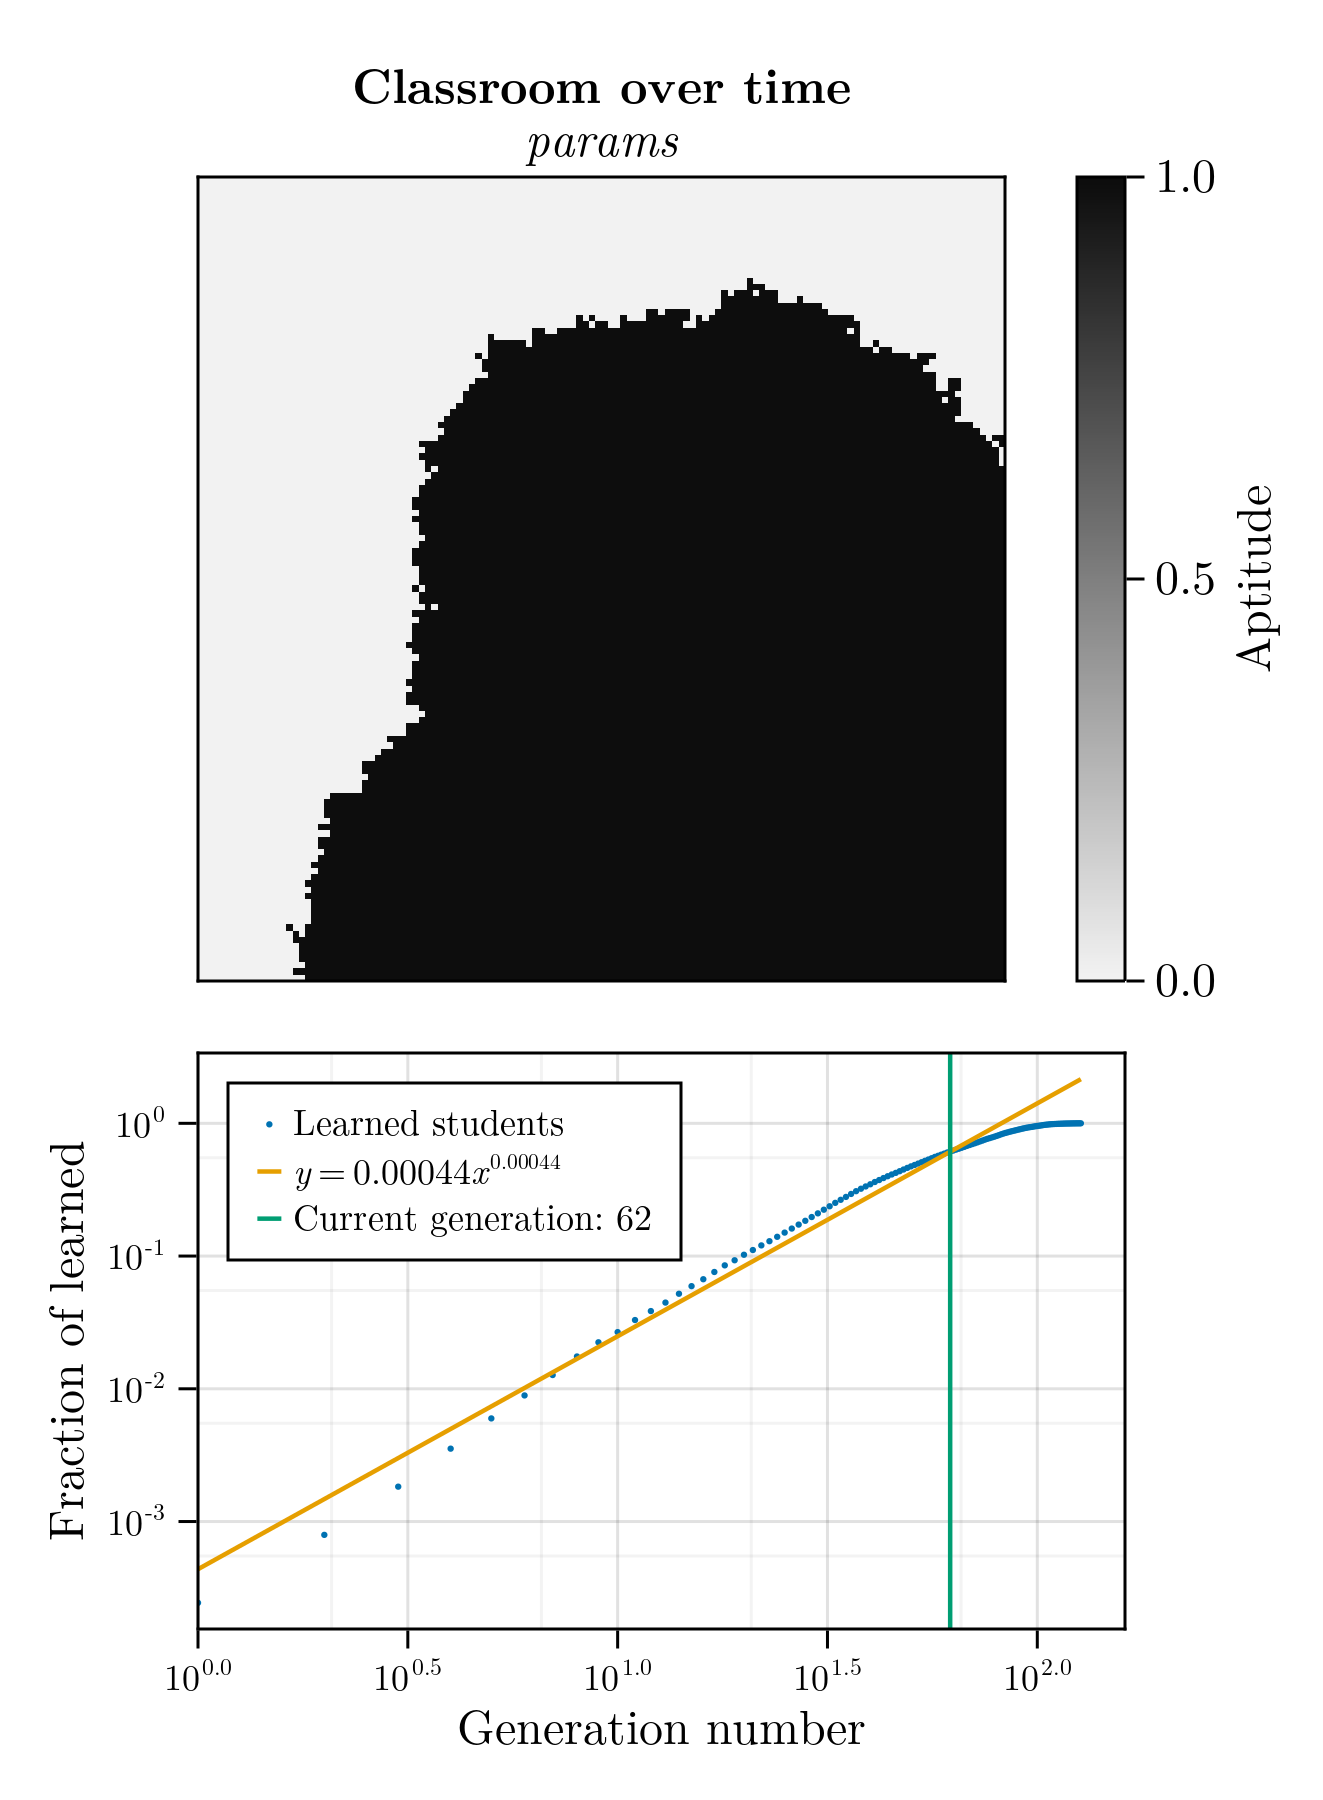 Classroom over time
params
1.0
0.5
0.0
Aptitude
Learned students
y = 0.00044x^0.00044
Current generation: 62
10^0
10^-1
10^-2
10^-3
Fraction of learned
10^0.0 10^0.5 10^1.0 10^1.5 10^2.0
Generation number